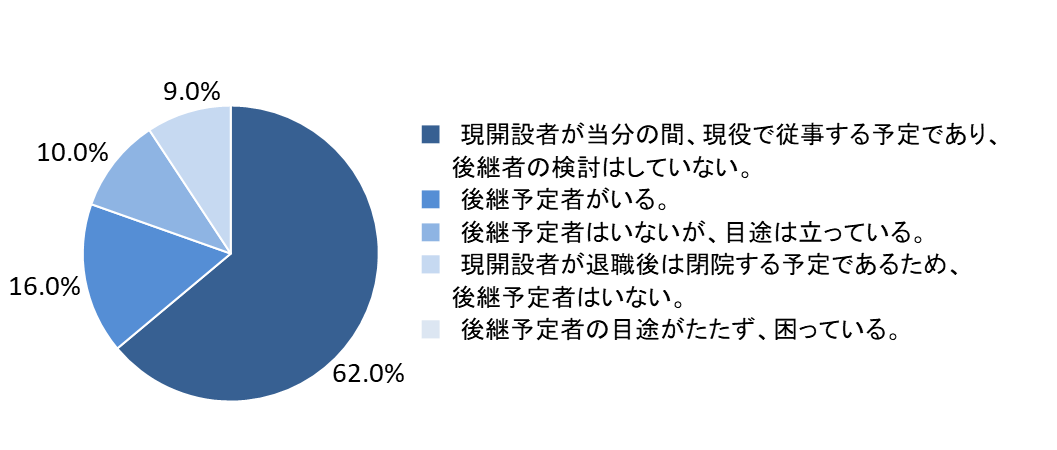 9.0%
10.0%
16.0%
62.0%
現開設者が当分の間、現役で従事する予定であり、
後継者の検討はしていない。
後継予定者がいる。
後継予定者はいないが、目途は立っている。
現開設者が退職後は閉院する予定であるため、
後継予定者はいない。
後継予定者の目途がたたず、困っている。